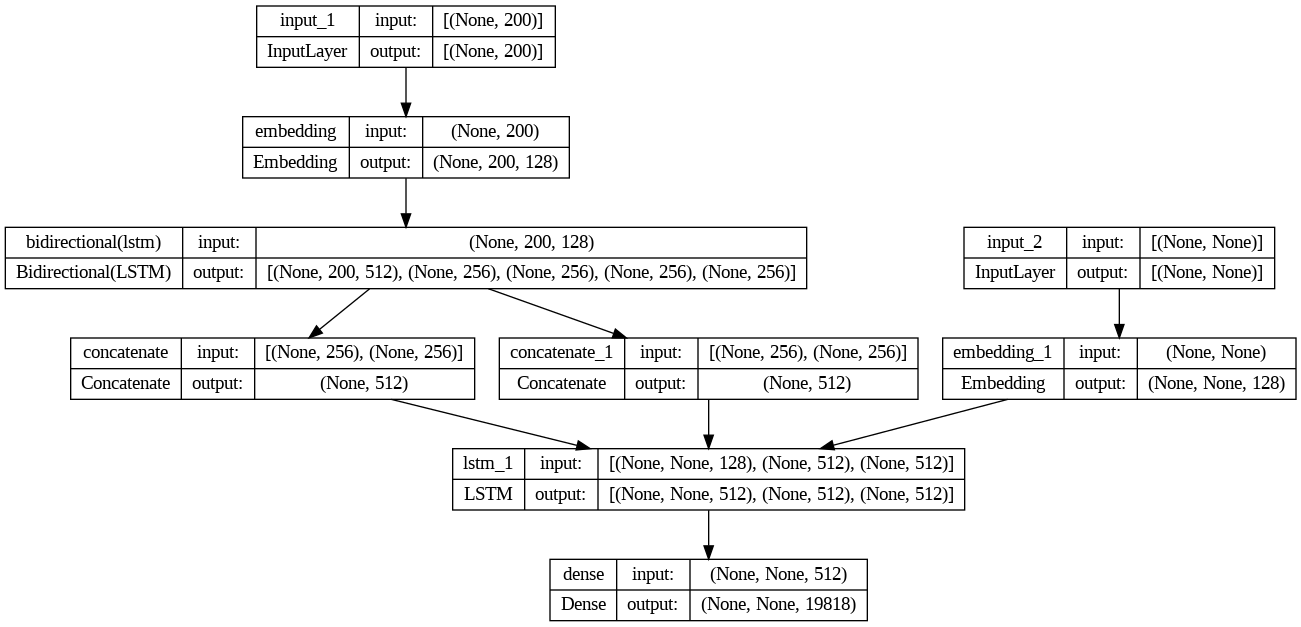 input_1 input: [(None, 200)]
InputLayer output: [(None, 200)]
embedding input: (None, 200)
Embedding output: (None, 200, 128)
bidirectional(lstm) input: (None, 200, 128)
Bidirectional(LSTM) output: [(None, 200, 512), (None, 256), (None, 256), (None, 256), (None, 256)]
input_2 input: [(None, None)]
InputLayer output: [(None, None)]
concatenate input: [(None, 256), (None, 256)]
Concatenate output: (None, 512)
concatenate_1 input: [(None, 256), (None, 256)]
Concatenate output: (None, 512)
embedding_1 input: (None, None)
Embedding output: (None, None, 128)
lstm_1 input: [(None, None, 128), (None, 512), (None, 512)]
LSTM output: [(None, None, 512), (None, 512), (None, 512)]
dense input: (None, None, 512)
Dense output: (None, None, 19818)